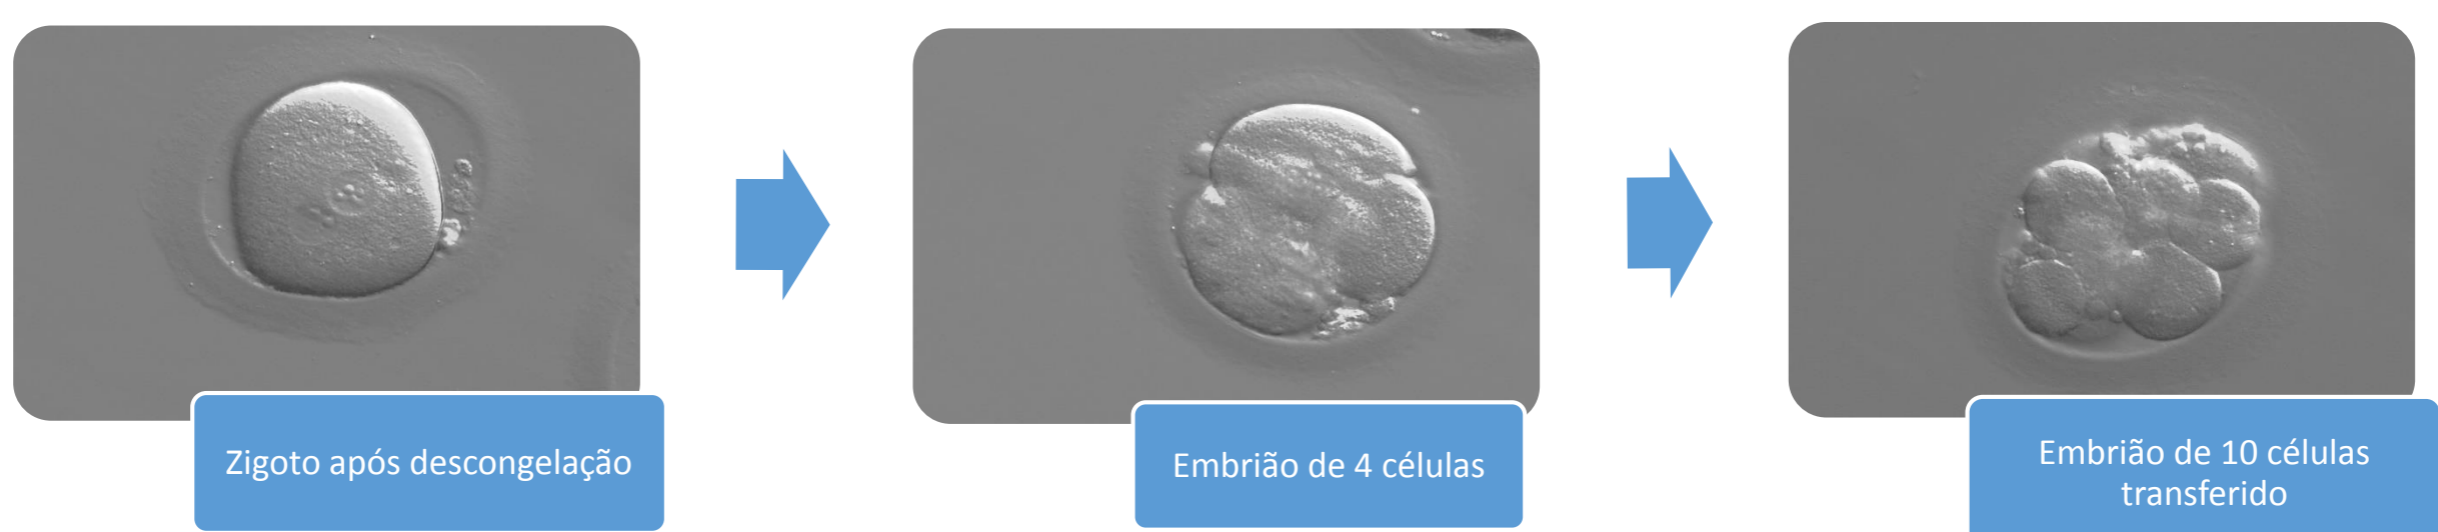 Zigoto após descongelação
Embrião de 4 células
Embrião de 10 células
transferido